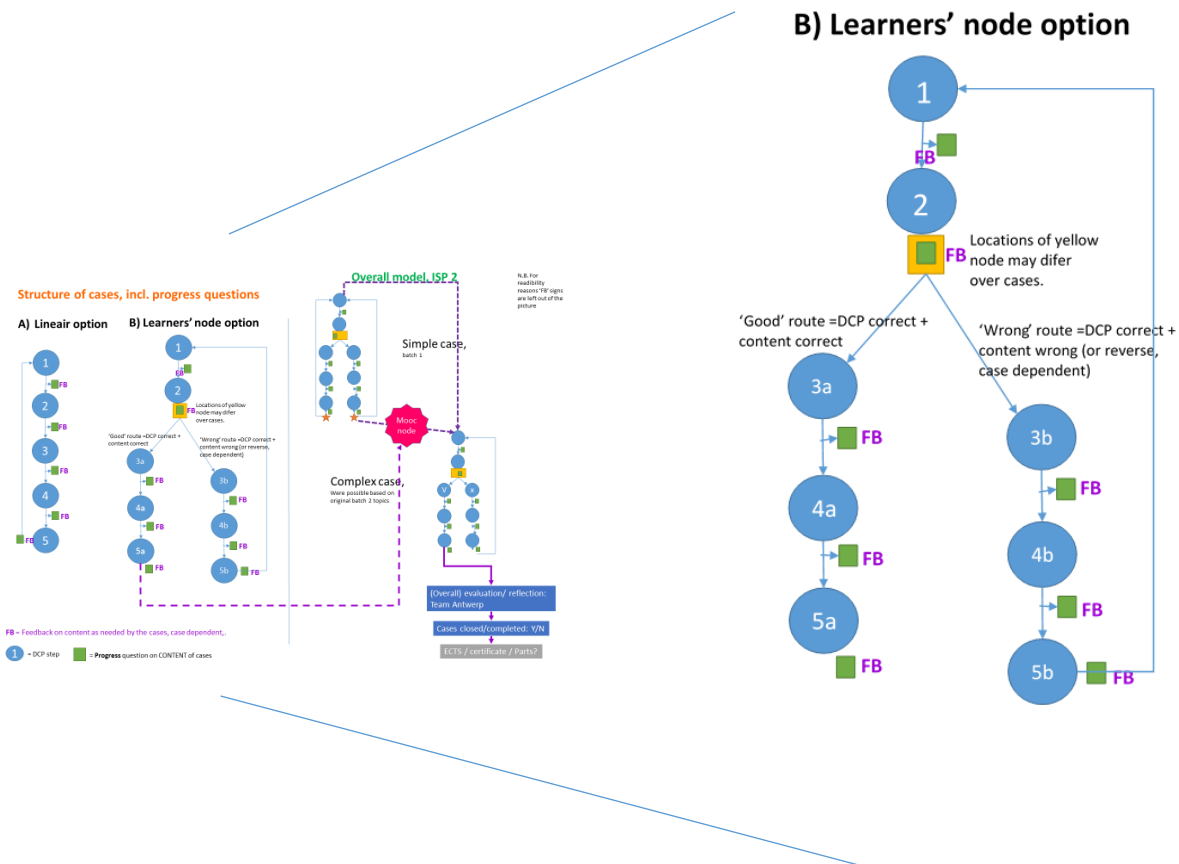 B) Learners' node option
1
FB
2
FB
Locations of yellow
node may difer
over cases.
'Good' route =DCP correct +
content correct
'Wrong' route =DCP correct +
content wrong (or reverse,
case dependent)
3a
FB
4a
FB
5a
FB
3b
FB
4b
FB
5b
FB
Structure of cases, incl. progress questions
A) Lineair option
1
FB
2
FB
3
FB
4
FB
5
FB
B) Learners' node option
1
FB
2
FB
Locations of yellow
node may difer
over cases.
'Good' route =DCP correct +
content correct
'Wrong' route =DCP correct +
content wrong (or reverse,
case dependent)
3a
FB
4a
FB
5a
FB
3b
FB
4b
FB
5b
FB
FB = Feedback on content as needed by the cases, case dependent,.
1
= DCP step
= Progress question on CONTENT of cases
Overall model, ISP 2
N.B. For
readibility
reasons 'FB' signs
are left out of the
picture
Simple case,
batch 1
Mooc
node
Complex case,
Were possible based on
original batch 2 topics
V
x
(Overall) evaluation/ reflection:
Team Antwerp
Cases closed/completed: Y/N
ECTS / certificate / Parts?